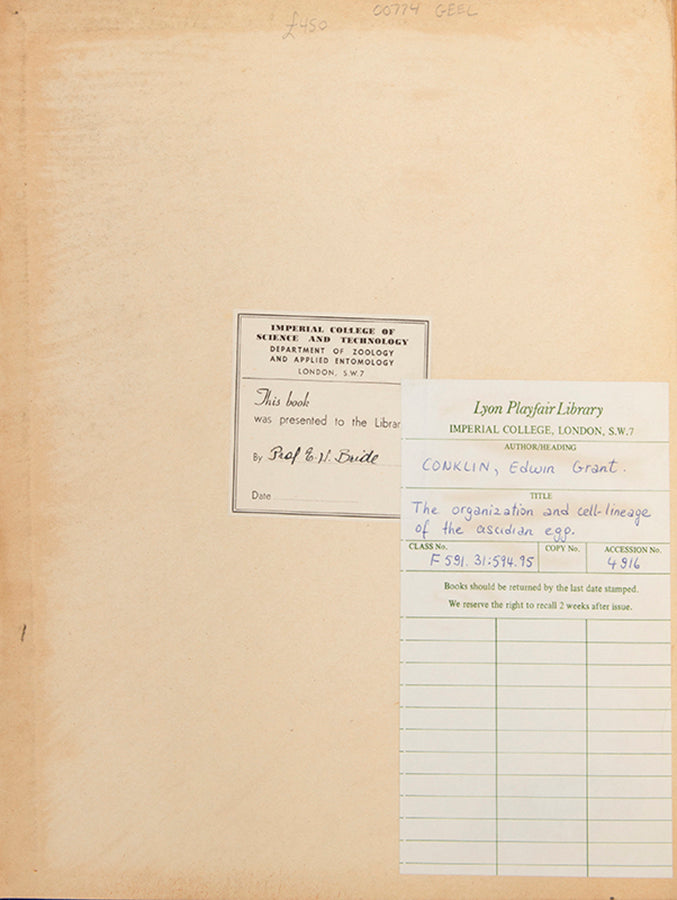 £450
00774 GEEL
IMPERIAL COLLEGE OF
SCIENCE AND TECHNOLOGY
DEPARTMENT OF ZOOLOGY
AND APPLIED ENTOMOLOGY
LONDON, S.W.7
This book
was presented to the Librar
By Prof E. Bride
Date
Lyon Playfair Library
IMPERIAL COLLEGE, LONDON, S.W.7
AUTHOR/HEADING
CONKLIN, Edwin Grant.
TITLE
The organization and cell-lineage
of the ascidian egg.
CLASS No. COPY No. ACCESSION No.
F 591.31:594.95 4916
Books should be returned by the last date stamped.
We reserve the right to recall 2 weeks after issue.